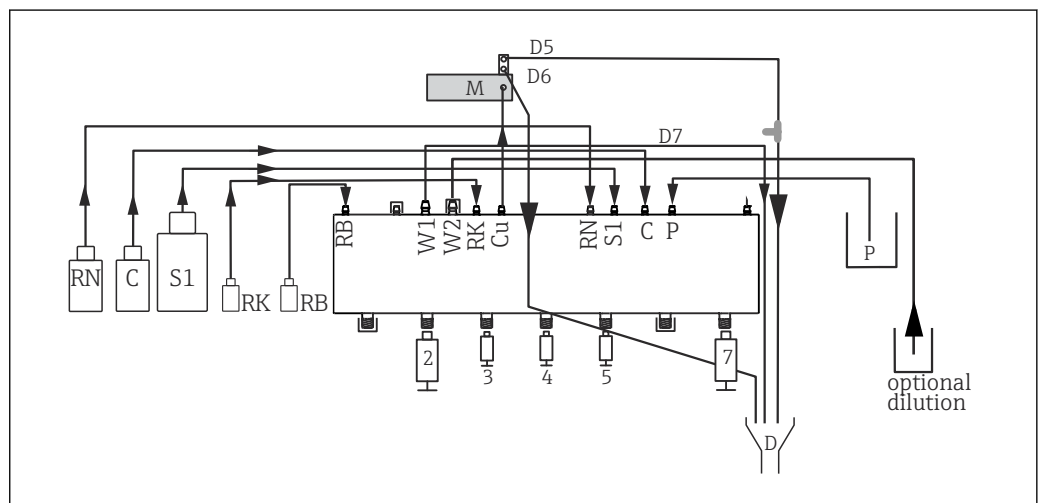 D5
D6
M
D7
RB
W1
W2
RK
Cu
RN
S1
C
P
P
RN
C
S1
RK
RB
2
3
4
5
7
optional
dilution
D